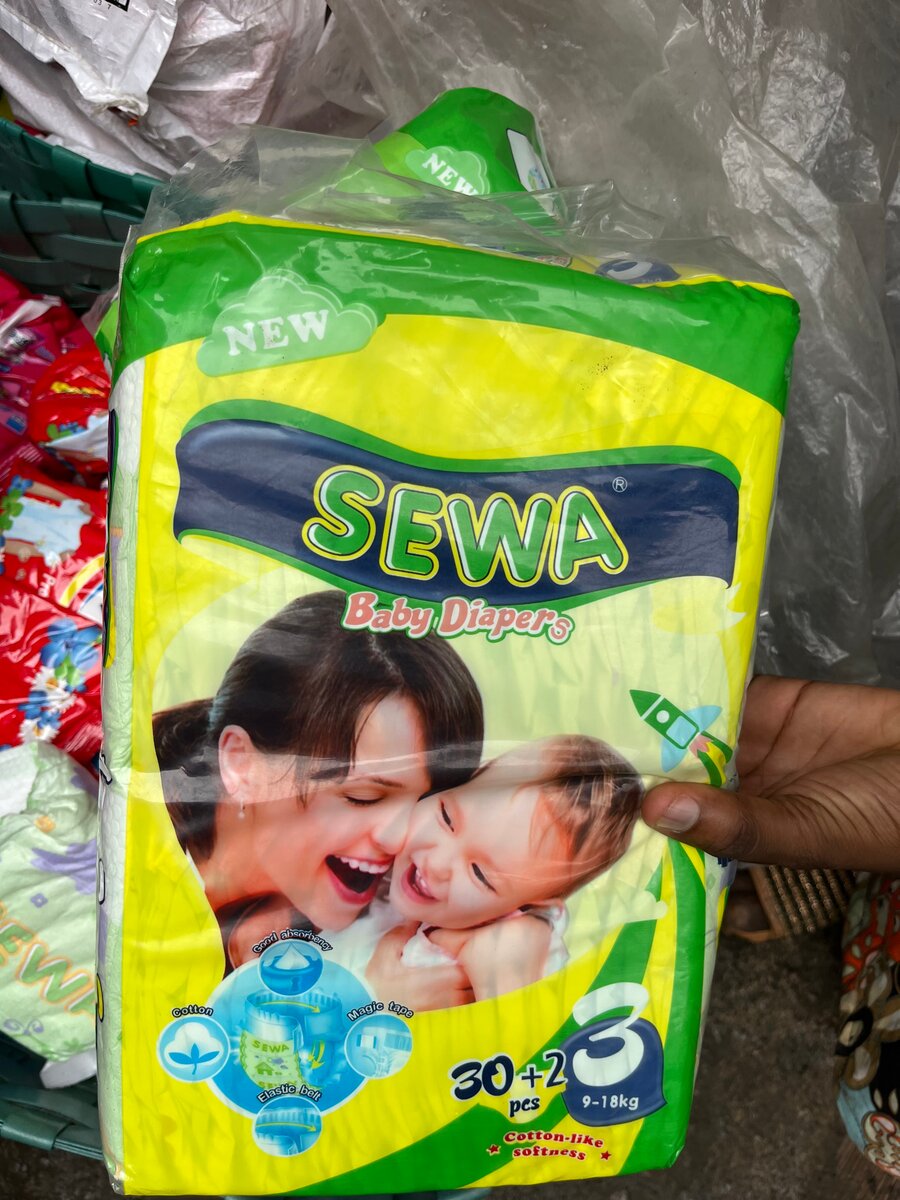 NEW
NEW
SEWA®
Baby Diapers
Good absorbency
Cotton
Magic tape
SEWA
Elastic belt
30+2
pcs
3
9-18kg
Cotton-like
softness